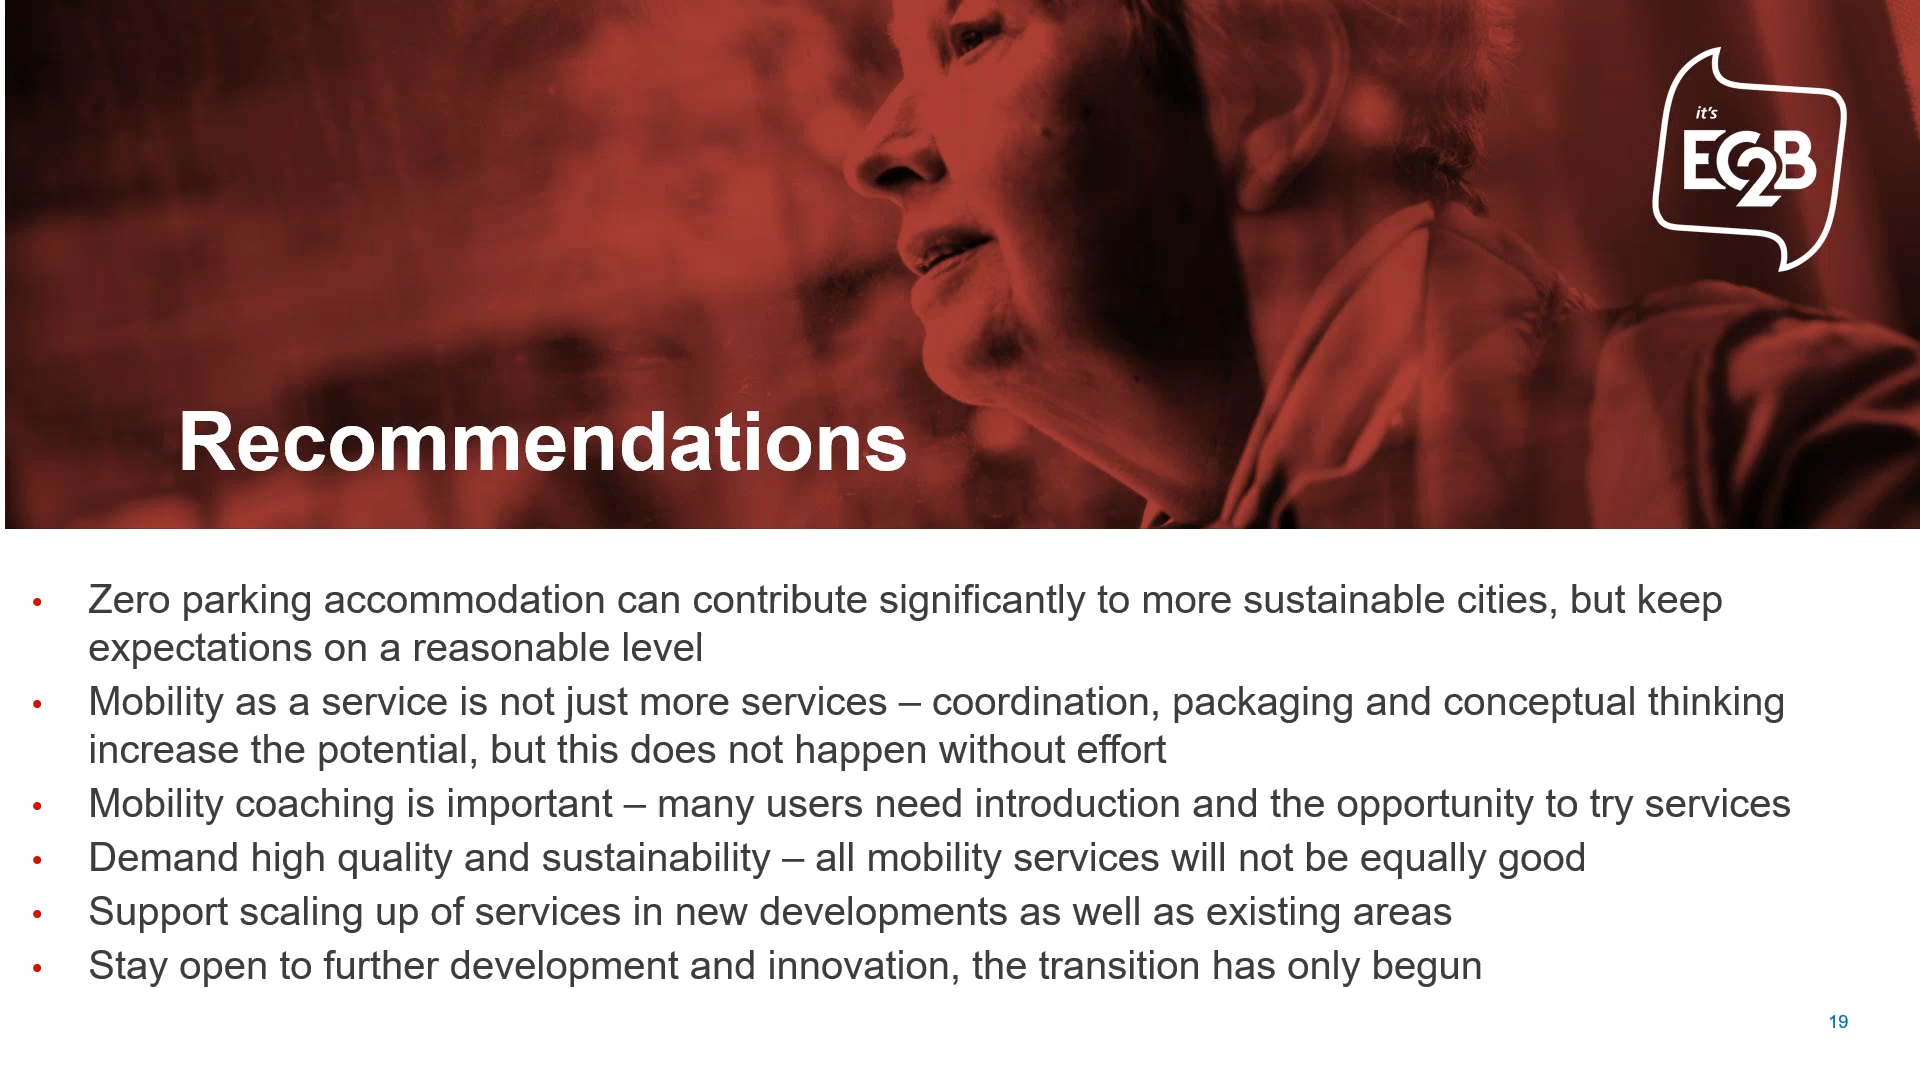 it's
EC2B
Recommendations
• Zero parking accommodation can contribute significantly to more sustainable cities, but keep
expectations on a reasonable level
• Mobility as a service is not just more services – coordination, packaging and conceptual thinking
increase the potential, but this does not happen without effort
• Mobility coaching is important – many users need introduction and the opportunity to try services
• Demand high quality and sustainability – all mobility services will not be equally good
• Support scaling up of services in new developments as well as existing areas
• Stay open to further development and innovation, the transition has only begun
19